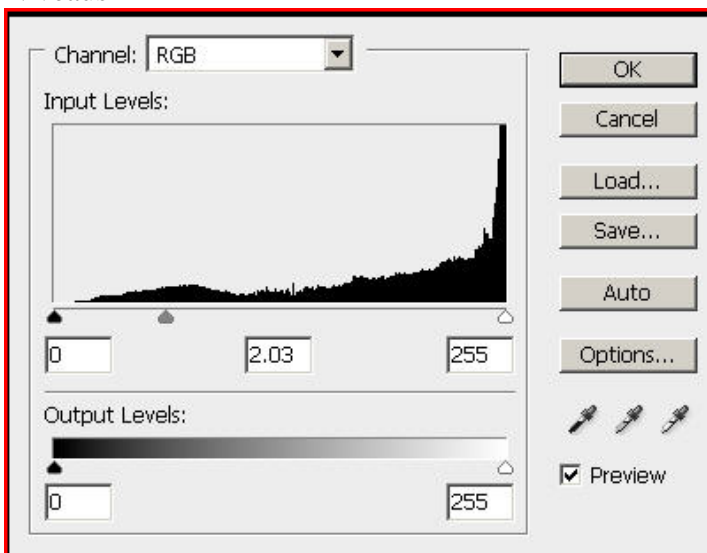 Channel: RGB
OK
Input Levels:
Cancel
Load...
Save...
Auto
0 2.03 255
Options...
Output Levels:
Preview
0 255